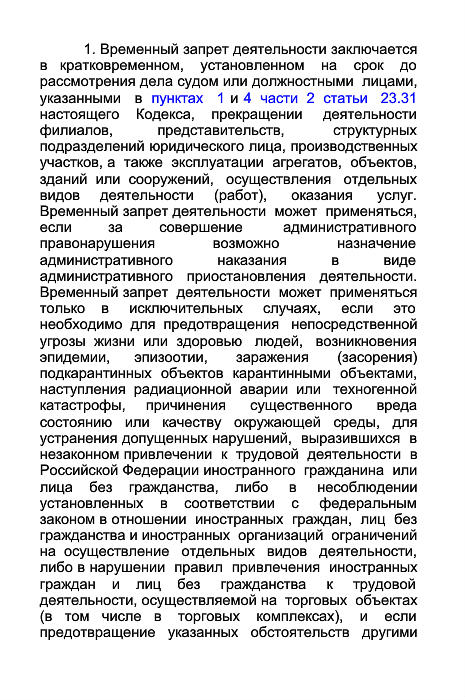 1. Временный запрет деятельности заключается
в кратковременном, установленном на срок до
рассмотрения дела судом или должностными лицами,
указанными в пунктах 1 и 4 части 2 статьи 23.31
настоящего Кодекса, прекращении деятельности
филиалов, представительств, структурных
подразделений юридического лица, производственных
участков, а также эксплуатации агрегатов, объектов,
зданий или сооружений, осуществления отдельных
видов деятельности (работ), оказания услуг.
Временный запрет деятельности может применяться,
если за совершение административного
правонарушения возможно назначение
административного наказания в виде
административного приостановления деятельности.
Временный запрет деятельности может применяться
только в исключительных случаях, если это
необходимо для предотвращения непосредственной
угрозы жизни или здоровью людей, возникновения
эпидемии, эпизоотии, заражения (засорения)
подкарантинных объектов карантинными объектами,
наступления радиационной аварии или техногенной
катастрофы, причинения существенного вреда
состоянию или качеству окружающей среды, для
устранения допущенных нарушений, выразившихся в
незаконном привлечении к трудовой деятельности в
Российской Федерации иностранного гражданина или
лица без гражданства, либо в несоблюдении
установленных в соответствии с федеральным
законом в отношении иностранных граждан, лиц без
гражданства и иностранных организаций ограничений
на осуществление отдельных видов деятельности,
либо в нарушении правил привлечения иностранных
граждан и лиц без гражданства к трудовой
деятельности, осуществляемой на торговых объектах
(в том числе в торговых комплексах), и если
предотвращение указанных обстоятельств другими